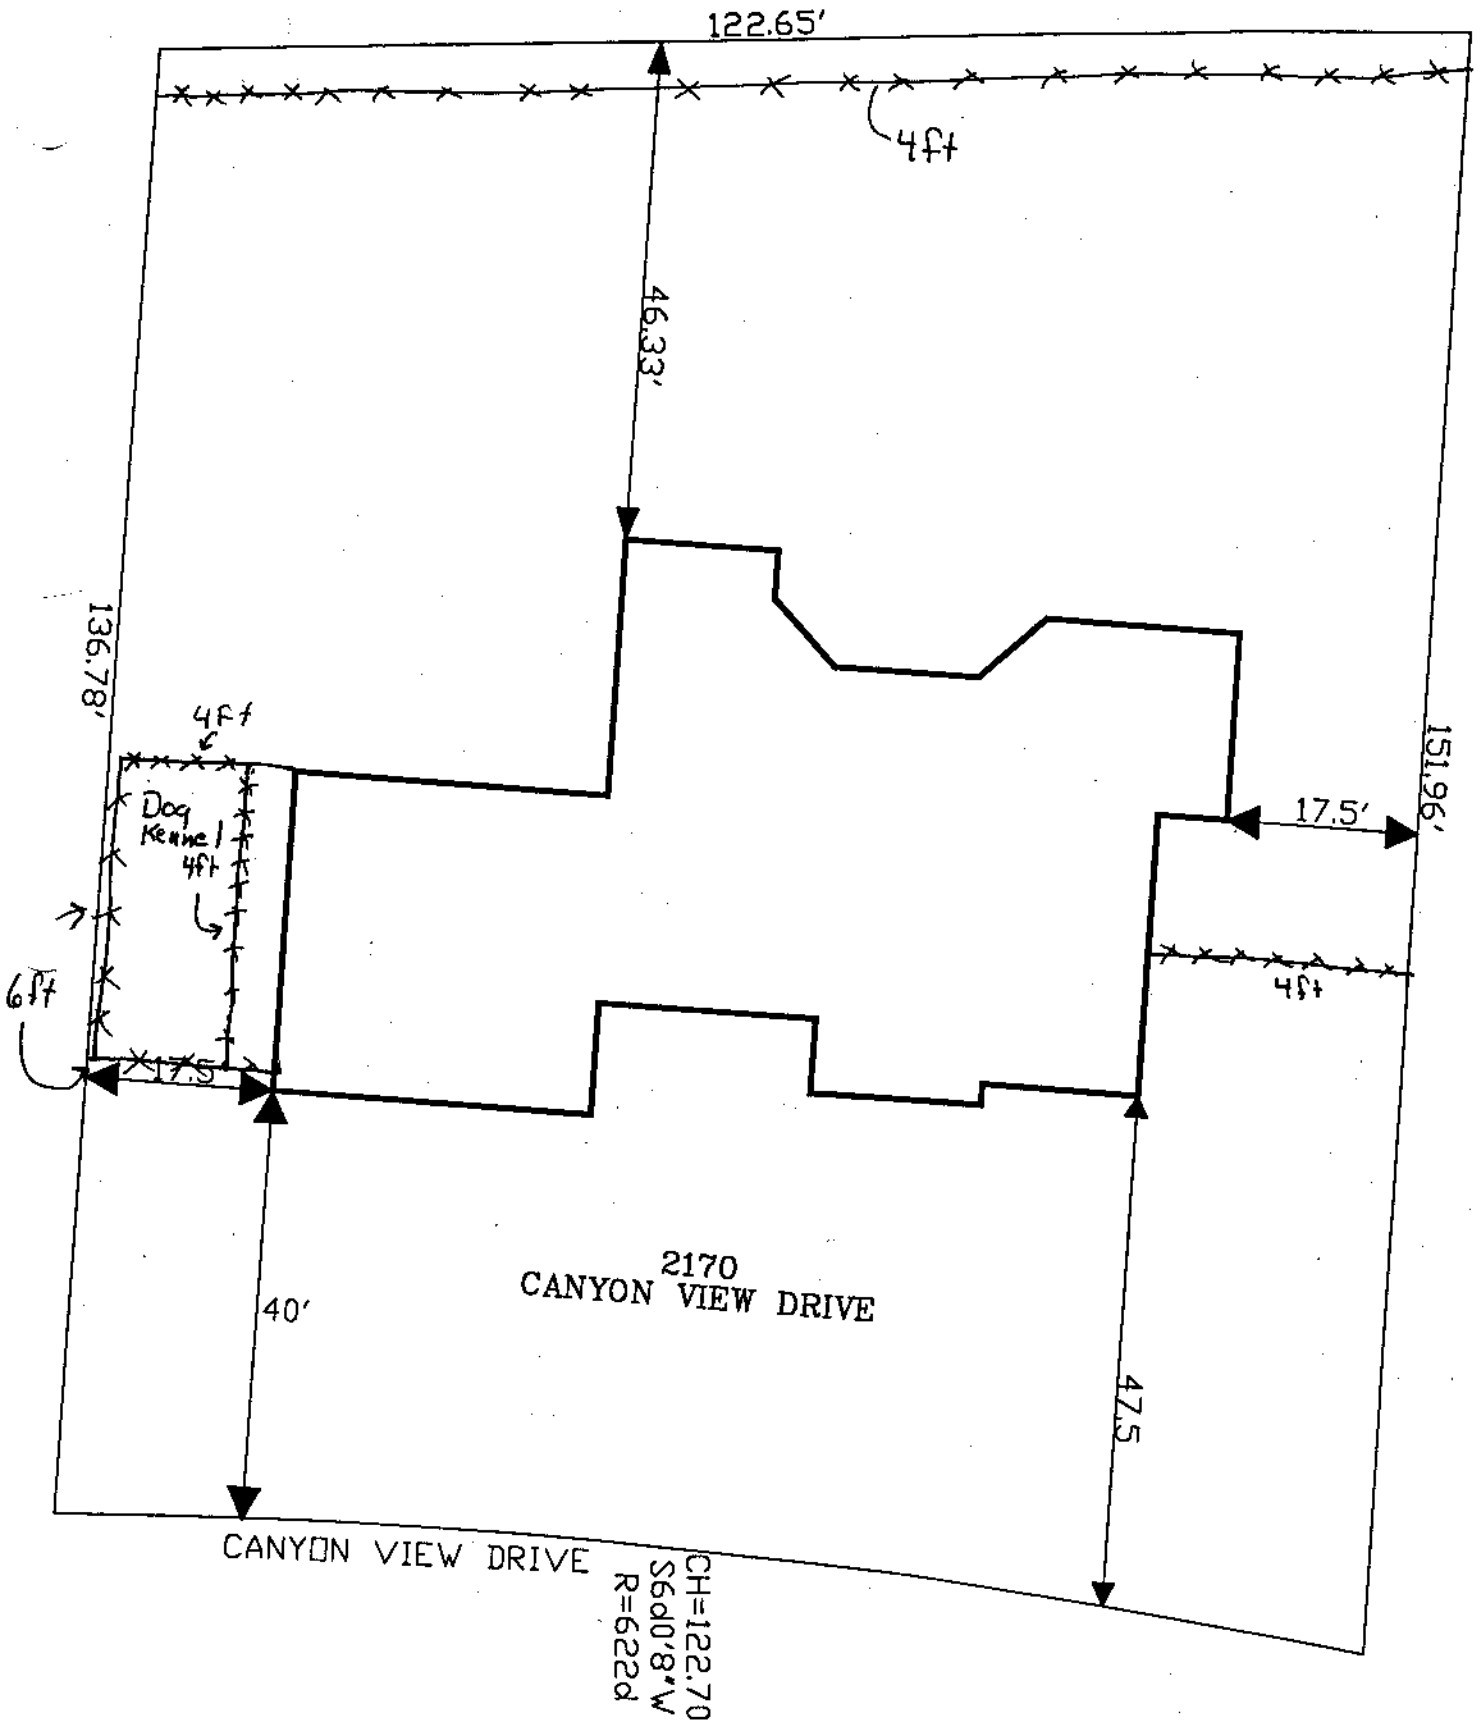 122.65'
4ft
46.33'
136.78'
4ft
Dog
Kennel
4ft
151.96'
17.5'
6ft
4ft
17.5
2170
CANYON VIEW DRIVE
40'
47.5
CANYON VIEW DRIVE
CH=122.70
S6d0'8"W
R=622d